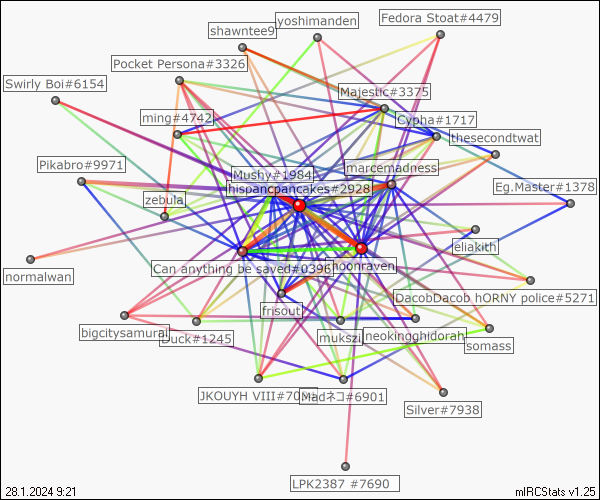 yoshimanden
Fedora Stoat#4479
shawntee9
Pocket Persona#3326
Swirly Boi#6154
Majestic#3375
ming#4742
Cypha#1717
thesecondtwat
Pikabro#9971
Mushy#1984
marcemadness
hispancpancakes#2928
Eg.Master#1378
zebula
eliakith
normalwan
Can anything be saved#0396
hoonraven
DacobDacob hORNY police#5271
frisout
bigcitysamurai
Duck#1245
mukszi
neokingghidorah
somass
JKOUYH VIII#70
Madネコ#6901
Silver#7938
LPK2387 #7690
28.1.2024 9:21
mIRCStats v1.25